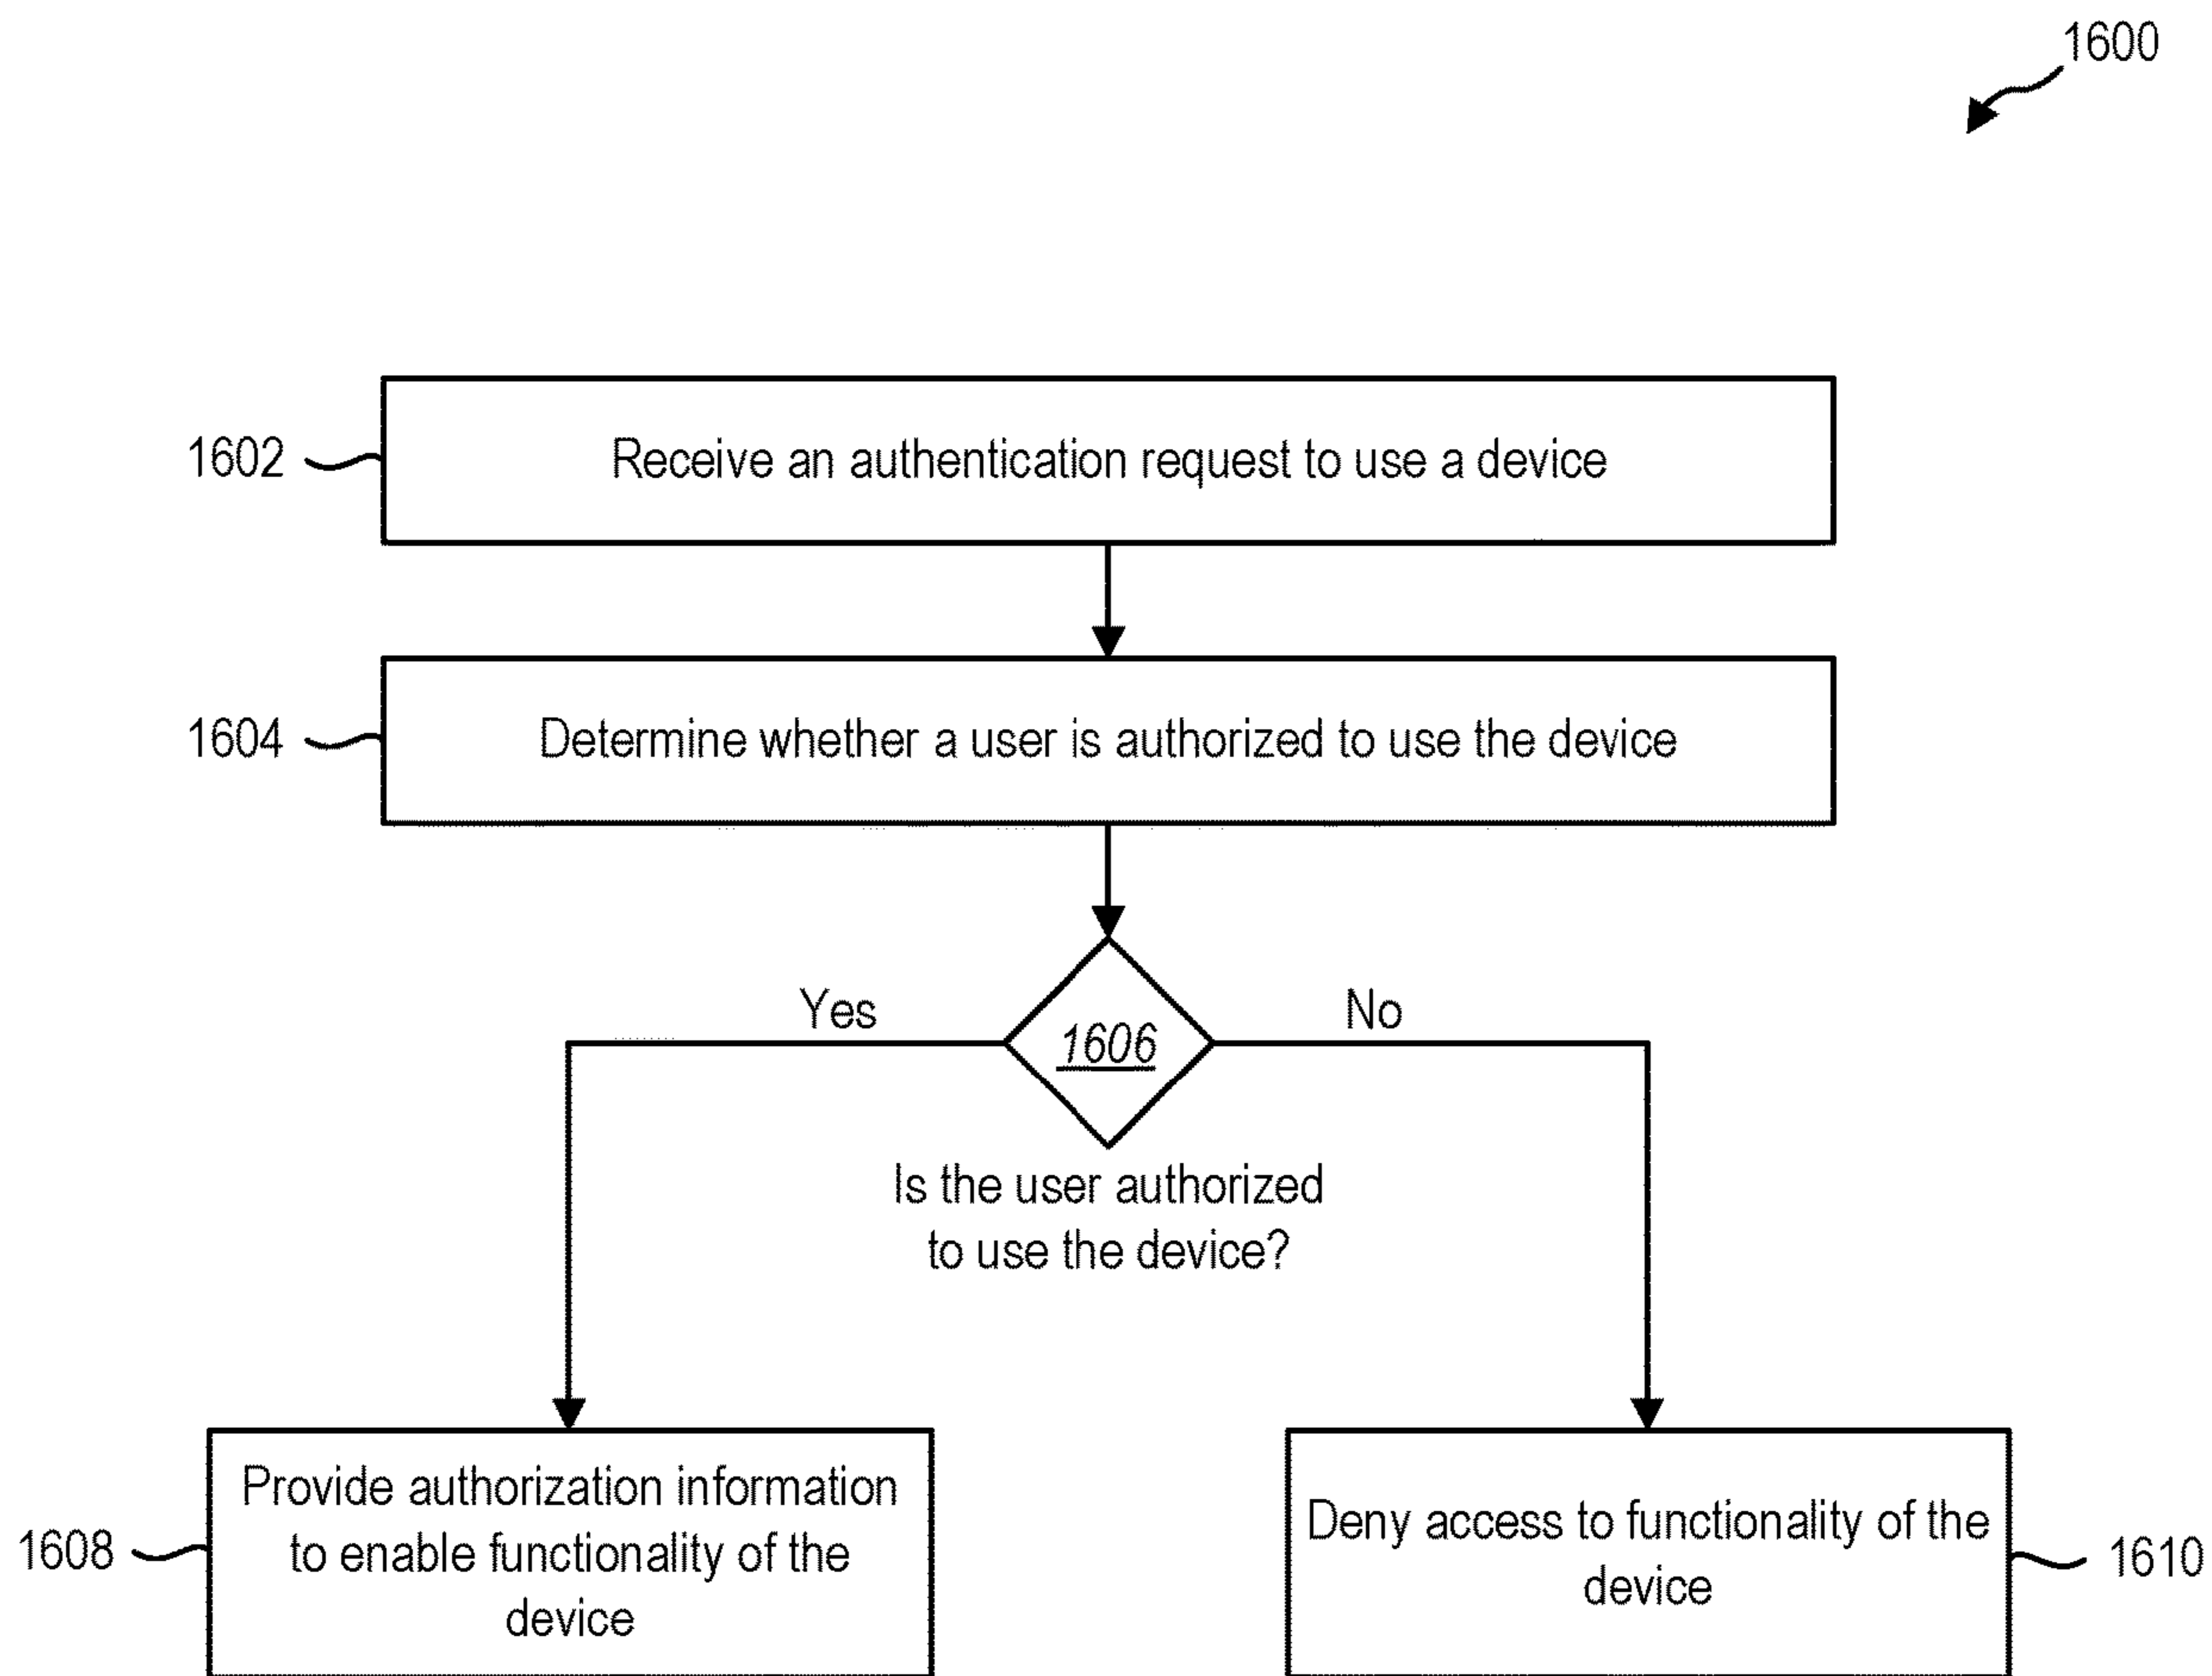 1600
1602
Receive an authentication request to use a device
1604
Determine whether a user is authorized to use the device
Yes
No
1606
Is the user authorized
to use the device?
1608
Provide authorization information
to enable functionality of the
device
Deny access to functionality of the
device
1610